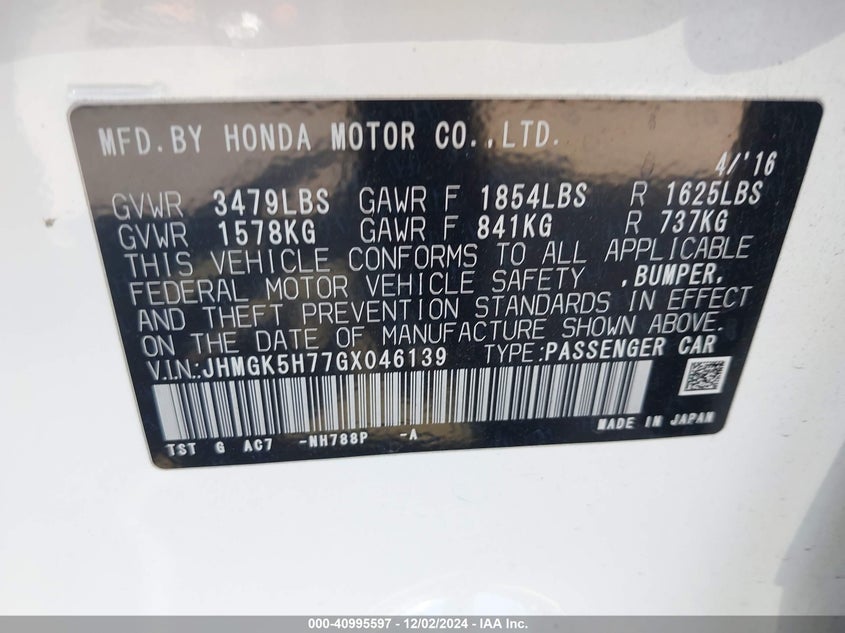 MFD. BY HONDA MOTOR CO., LTD.
4/'16
GVWR 3479LBS GAWR F 1854LBS R 1625LBS
GVWR 1578KG GAWR F 841KG R 737KG
THIS VEHICLE CONFORMS TO ALL APPLICABLE
FEDERAL MOTOR VEHICLE SAFETY ,BUMPER,
AND THEFT PREVENTION STANDARDS IN EFFECT
ON THE DATE OF MANUFACTURE SHOWN ABOVE.
V.I.N.:JHMGK5H77GX046139 TYPE:PASSENGER CAR
TST G AC7 -NH788P -A MADE IN JAPAN
000-40995597 - 12/02/2024 - IAA Inc.